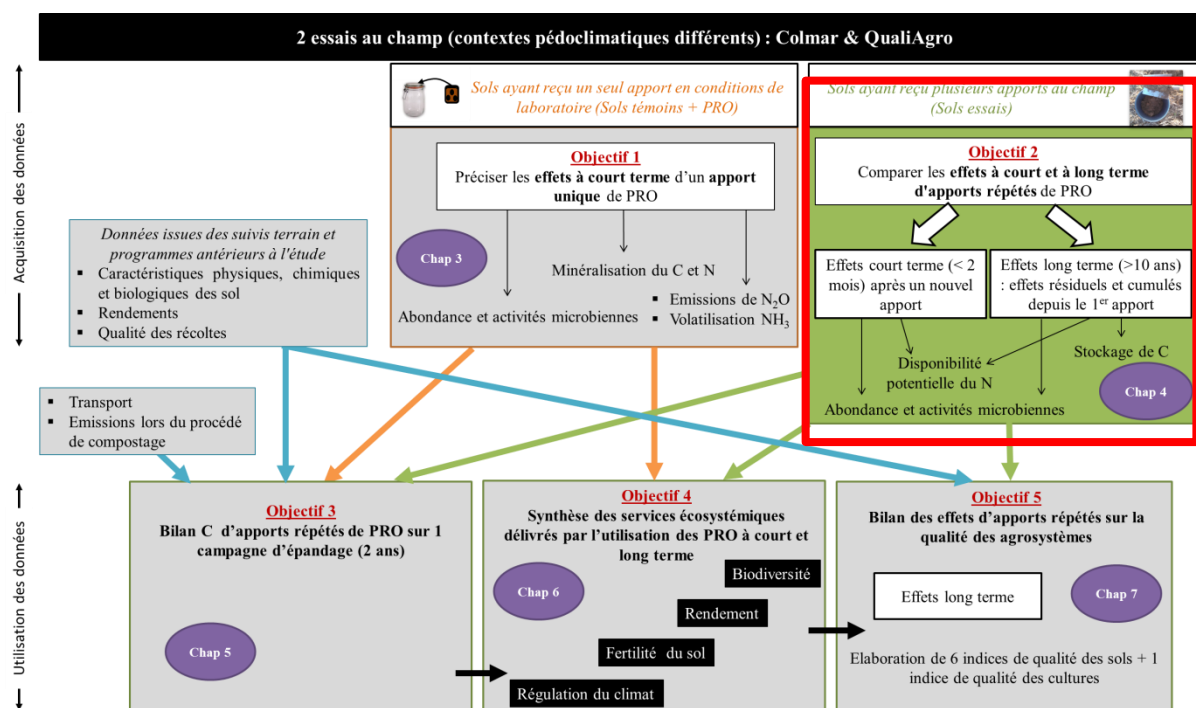 2 essais au champ (contextes pédoclimatiques différents) : Colmar & QualiAgro
Acquisition des données
Sols ayant reçu un seul apport en conditions de
laboratoire (Sols témoins + PRO)
Sols ayant reçu plusieurs apports au champ
(Sols essais)
Objectif 1
Préciser les effets à court terme d'un apport
unique de PRO
Chap 3
Minéralisation du C et N
▪ Emissions de N₂O
▪ Volatilisation NH₃
Abondance et activités microbiennes
Objectif 2
Comparer les effets à court et à long terme
d'apports répétés de PRO
Effets court terme (< 2
mois) après un nouvel
apport
Effets long terme (>10 ans)
: effets résiduels et cumulés
depuis le 1er apport
Disponibilité
potentielle du N
Stockage de C
Chap 4
Abondance et activités microbiennes
Données issues des suivis terrain et
programmes antérieurs à l'étude
▪ Caractéristiques physiques, chimiques
et biologiques des sol
▪ Rendements
▪ Qualité des récoltes
▪ Transport
▪ Emissions lors du procédé
de compostage
Utilisation des données
Objectif 3
Bilan C d'apports répétés de PRO sur 1
campagne d'épandage (2 ans)
Chap 5
Objectif 4
Synthèse des services écosystémiques
délivrés par l'utilisation des PRO à court et
long terme
Biodiversité
Chap 6
Rendement
Fertilité du sol
Régulation du climat
Objectif 5
Bilan des effets d'apports répétés sur la
qualité des agrosystèmes
Effets long terme
Chap 7
Elaboration de 6 indices de qualité des sols + 1
indice de qualité des cultures